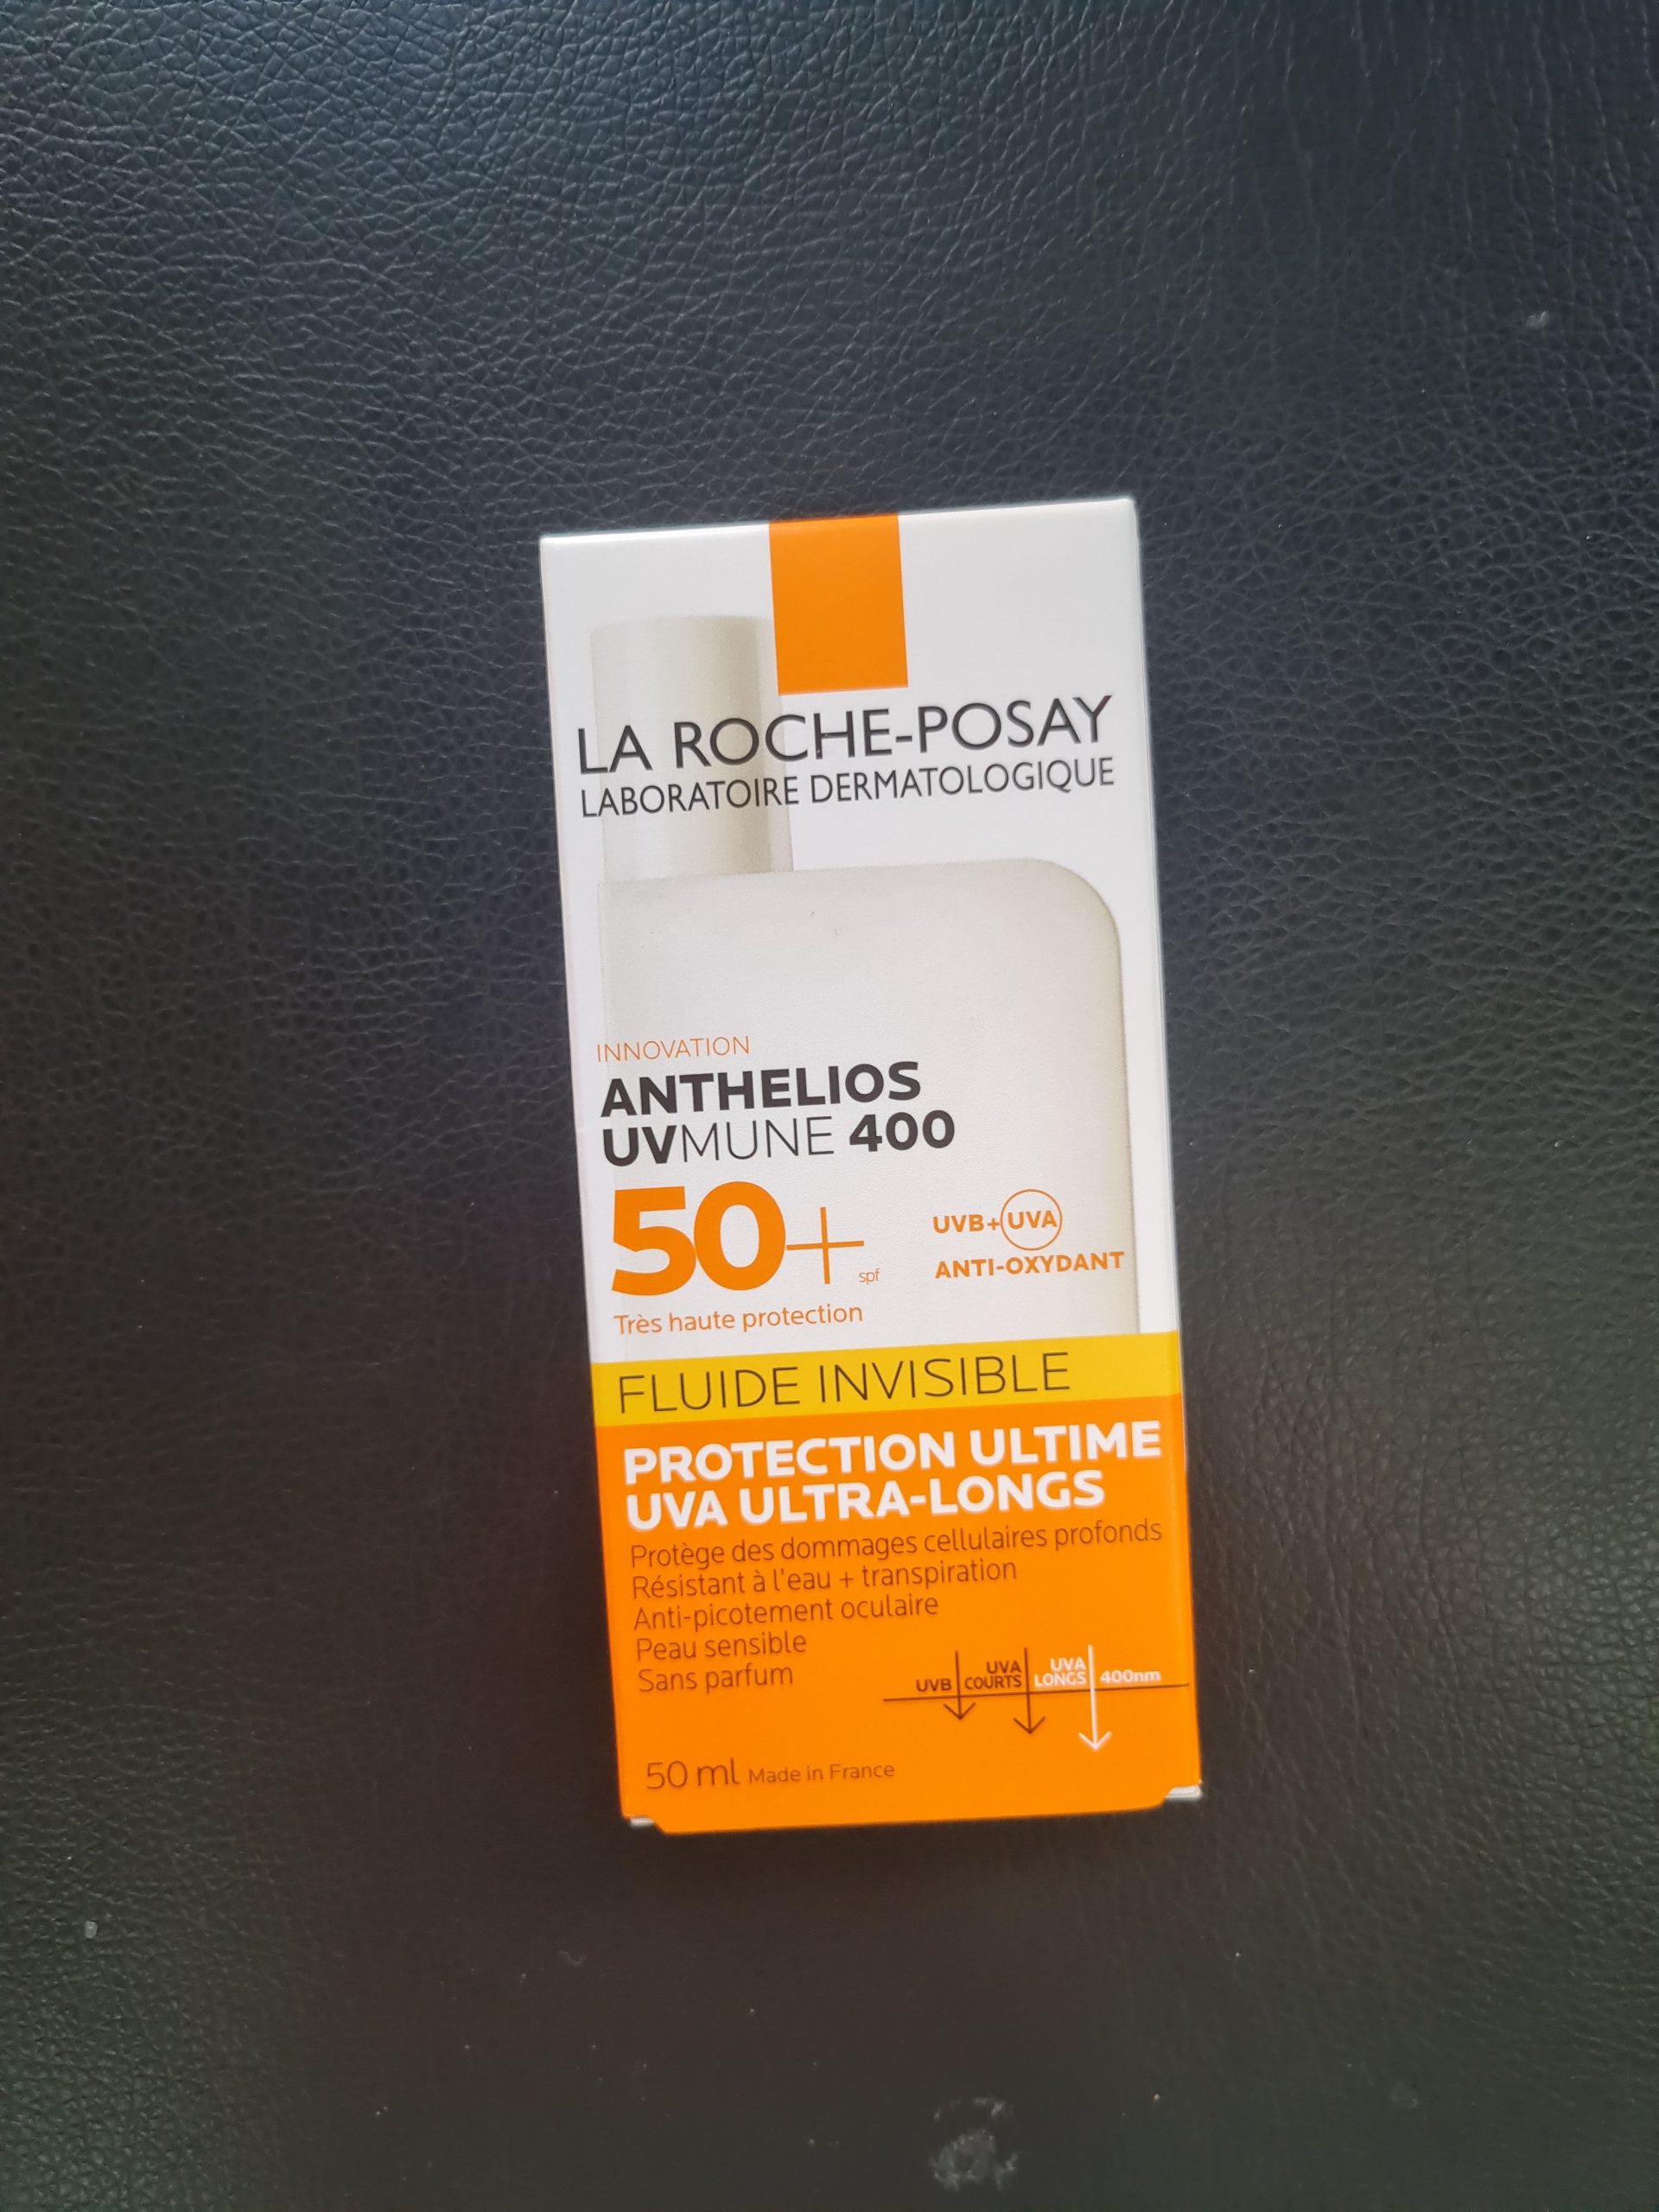 LA ROCHE-POSAY
LABORATOIRE DERMATOLOGIQUE
INNOVATION
ANTHELIOS
UVMUNE 400
50+ spf
UVB+UVA
ANTI-OXYDANT
Très haute protection
FLUIDE INVISIBLE
PROTECTION ULTIME
UVA ULTRA-LONGS
Protège des dommages cellulaires profonds
Résistant à l'eau + transpiration
Anti-picotement oculaire
Peau sensible
Sans parfum
UVB
UVA
COURTS
UVA
LONGS
400nm
50 ml Made in France